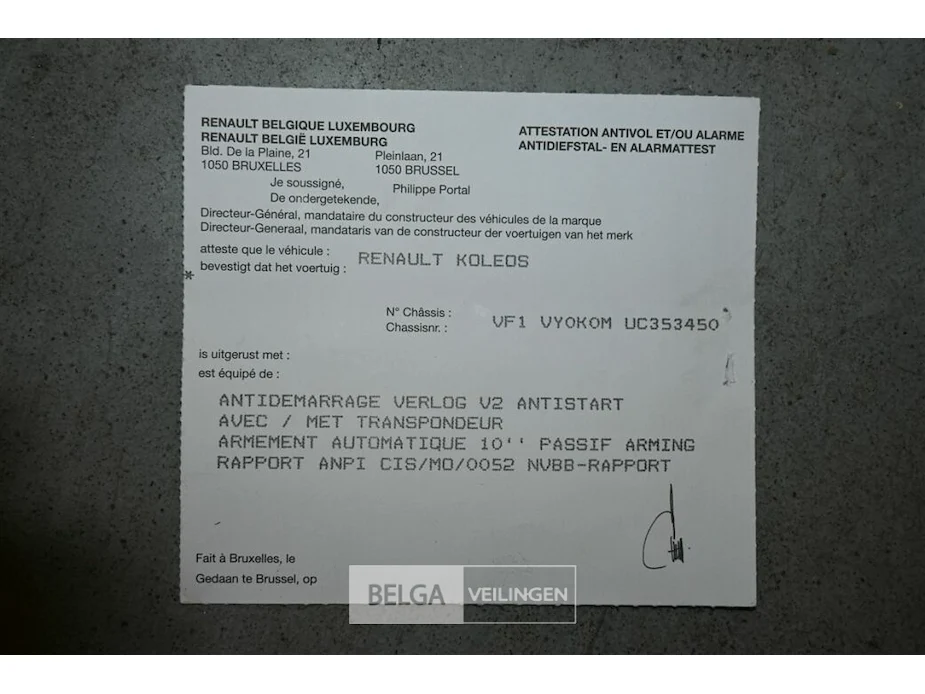 RENAULT BELGIQUE LUXEMBOURG
RENAULT BELGIË LUXEMBURG
Bld. De la Plaine, 21 Pleinlaan, 21
1050 BRUXELLES 1050 BRUSSEL
ATTESTATION ANTIVOL ET/OU ALARME
ANTIDIEFSTAL- EN ALARMATTEST
Je soussigné,
De ondergetekende, Philippe Portal
Directeur-Général, mandataire du constructeur des véhicules de la marque
Directeur-Generaal, mandataris van de constructeur der voertuigen van het merk
atteste que le véhicule :
bevestigt dat het voertuig : RENAULT KOLEOS
*
N° Châssis :
Chassisnr. : VF1 VYOKOM UC353450
is uitgerust met :
est équipé de :
ANTIDEMARRAGE VERLOG V2 ANTISTART
AVEC / MET TRANSPONDEUR
ARMEMENT AUTOMATIQUE 10'' PASSIF ARMING
RAPPORT ANPI CIS/MO/0052 NVBB-RAPPORT
Fait à Bruxelles, le
Gedaan te Brussel, op
BELGA VEILINGEN